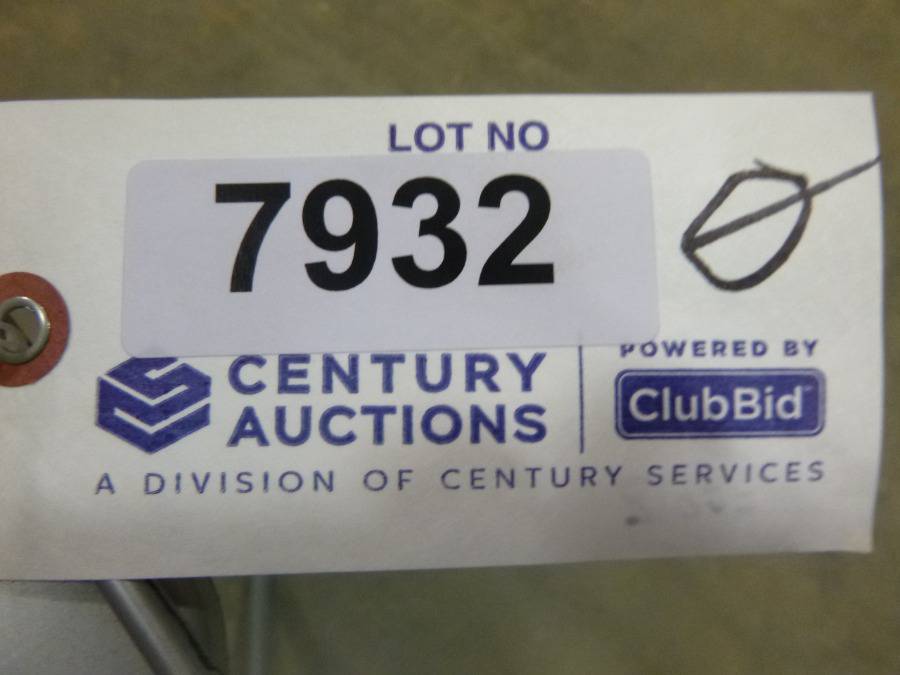 LOT NO
7932
CENTURY
AUCTIONS
POWERED BY
ClubBid
A DIVISION OF CENTURY SERVICES